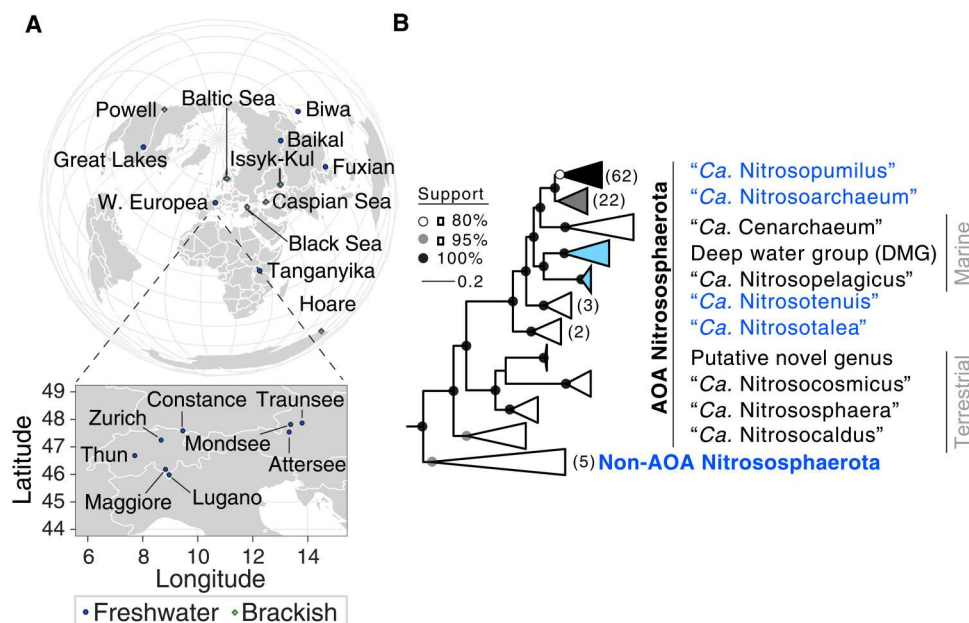 A
Baltic Sea
Powell
Biwa
Great Lakes
Baikal
Issyk-Kul
Fuxian
W. Europea
Caspian Sea
Black Sea
Tanganyika
Hoare
49
48
47
46
45
44
Latitude
Constance
Traunsee
Zurich
Mondsee
Thun
Attersee
Maggiore
Lugano
6 8 10 12 14
Longitude
Freshwater Brackish
B
Support
80%
95%
100%
0.2
(62)
(22)
(3)
(2)
(5)
AOA Nitrososphaerota
“Ca. Nitrosopumilus”
“Ca. Nitrosoarchaeum”
“Ca. Cenarchaeum”
Deep water group (DMG)
“Ca. Nitrosopelagicus”
“Ca. Nitrosotenuis”
“Ca. Nitrosotalea”
Putative novel genus
“Ca. Nitrosocosmicus”
“Ca. Nitrososphaera”
“Ca. Nitrosocaldus”
Non-AOA Nitrososphaerota
Marine
Terrestrial